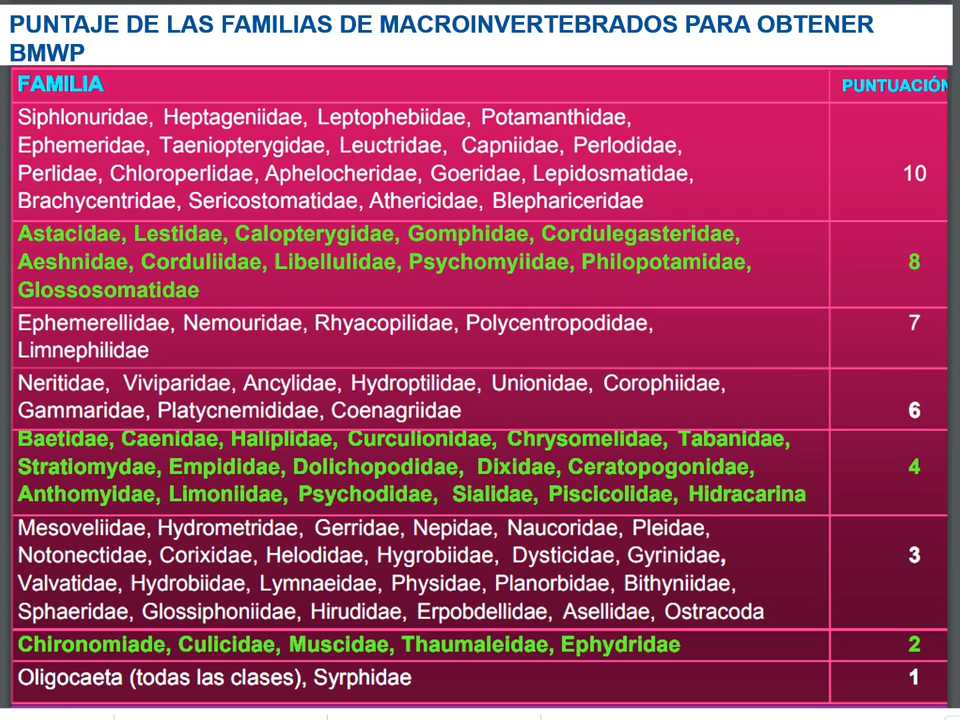 PUNTAJE DE LAS FAMILIAS DE MACROINVERTEBRADOS PARA OBTENER
BMWP
FAMILIA PUNTUACIÓN
Siphlonuridae, Heptageniidae, Leptophebiidae, Potamanthidae,
Ephemeridae, Taeniopterygidae, Leuctridae, Capniidae, Perlodidae,
Perlidae, Chloroperlidae, Aphelocheridae, Goeridae, Lepidosmatidae, 10
Brachycentridae, Sericostomatidae, Athericidae, Blephariceridae
Astacidae, Lestidae, Calopterygidae, Gomphidae, Cordulegasteridae,
Aeshnidae, Corduliidae, Libellulidae, Psychomyiidae, Philopotamidae, 8
Glossosomatidae
Ephemerellidae, Nemouridae, Rhyacopilidae, Polycentropodidae, 7
Limnephilidae
Neritidae, Viviparidae, Ancylidae, Hydroptilidae, Unionidae, Corophiidae,
Gammaridae, Platycnemididae, Coenagriidae 6
Baetidae, Caenidae, Haliplidae, Curculionidae, Chrysomelidae, Tabanidae,
Stratiomydae, Empididae, Dolichopodidae, Dixidae, Ceratopogonidae, 4
Anthomyidae, Limoniidae, Psychodidae, Sialidae, Piscicolidae, Hidracarina
Mesoveliidae, Hydrometridae, Gerridae, Nepidae, Naucoridae, Pleidae,
Notonectidae, Corixidae, Helodidae, Hygrobiidae, Dysticidae, Gyrinidae, 3
Valvatidae, Hydrobiidae, Lymnaeidae, Physidae, Planorbidae, Bithyniidae,
Sphaeridae, Glossiphoniidae, Hirudidae, Erpobdellidae, Asellidae, Ostracoda
Chironomiade, Culicidae, Muscidae, Thaumaleidae, Ephydridae 2
Oligocaeta (todas las clases), Syrphidae 1